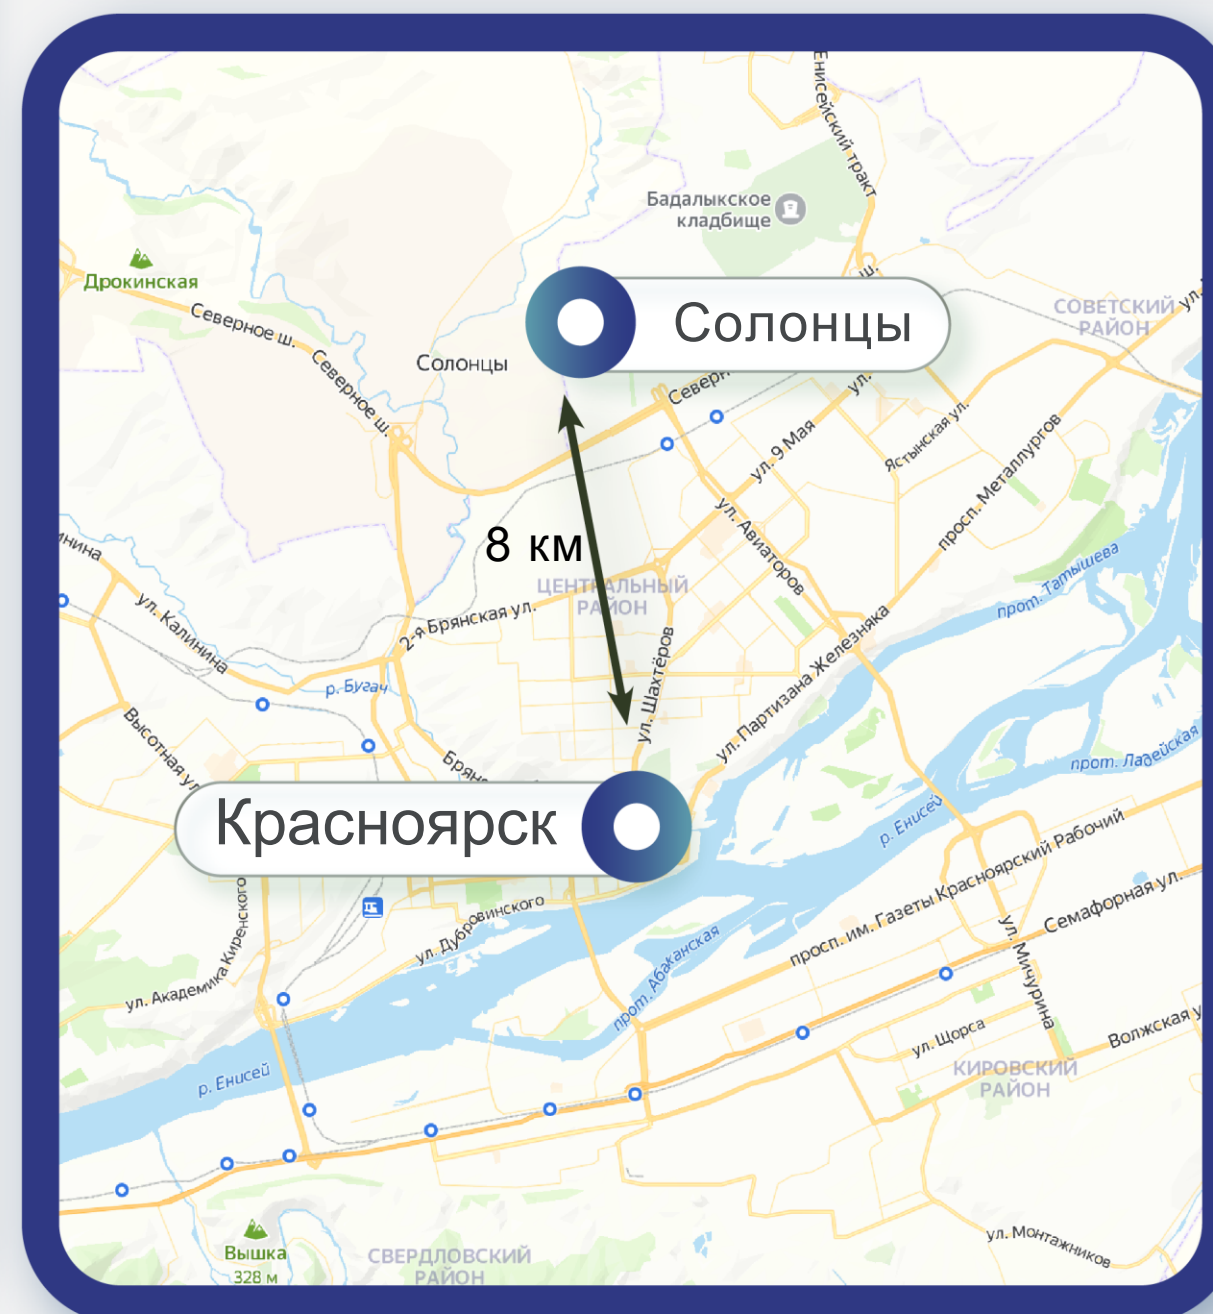 Енисейский тракт
Бадалыкское
кладбище
Дрокинская
Северное ш.
ш.
СОВЕТСКИЙ
РАЙОН
ул.
Солонцы
Северное ш.
Солонцы
Северн
ул.
ул. 9 Мая
Ястынская ул.
просп. Металлургов
ул. Авиаторов
8 км
ЦЕНТРАЛЬНЫЙ
РАЙОН
инина
ул. Калинина
2-я Брянская ул.
прот. Татышева
р. Бугач
ул. Шахтёров
ул. Партизана Железняка
Высотная ул.
Брянс
прот. Ладейская
Красноярск
р. Енисей
просп. им. Газеты Красноярский Рабочий
Семафорная ул.
ул. Академика Киренского
ул. Дубровинского
прот. Абаканская
ул. Мичурина
ул. Щорса
Волжская у
КИРОВСКИЙ
РАЙОН
р. Енисей
Вышка
328 м
СВЕРДЛОВСКИЙ
РАЙОН
ул. Монтажников